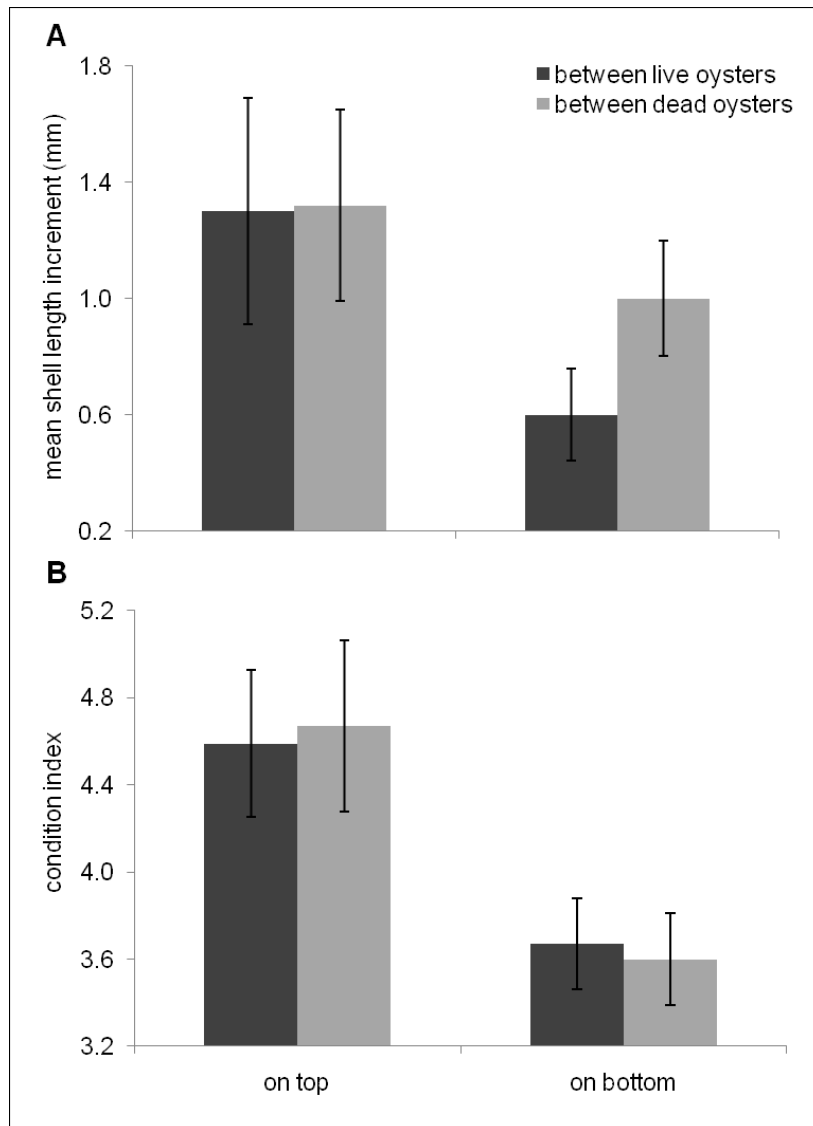 A
between live oysters
between dead oysters
mean shell length increment (mm)
1.8
1.4
1.0
0.6
0.2
B
condition index
5.2
4.8
4.4
4.0
3.6
3.2
on top on bottom